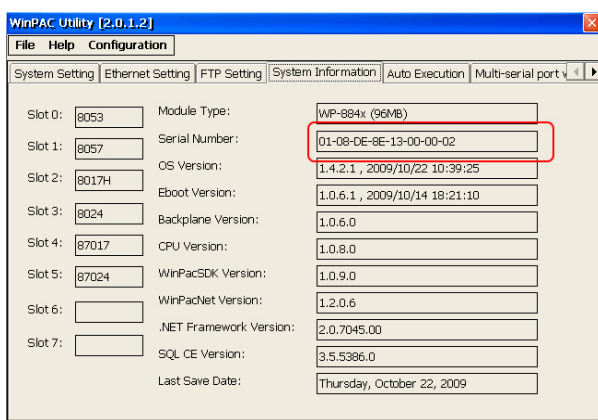 WinPAC Utility [2.0.1.2]
File Help Configuration
System Setting Ethernet Setting FTP Setting System Information Auto Execution Multi-serial port
Slot 0: 8053 Module Type: WP-884x (96MB)
Slot 1: 8057 Serial Number: 01-08-DE-8E-13-00-00-02
Slot 2: 8017H OS Version: 1.4.2.1 , 2009/10/22 10:39:25
Eboot Version: 1.0.6.1 , 2009/10/14 18:21:10
Slot 3: 8024 Backplane Version: 1.0.6.0
Slot 4: 87017 CPU Version: 1.0.8.0
Slot 5: 87024 WinPacSDK Version: 1.0.9.0
Slot 6: WinPacNet Version: 1.2.0.6
.NET Framework Version: 2.0.7045.00
Slot 7: SQL CE Version: 3.5.5386.0
Last Save Date: Thursday, October 22, 2009